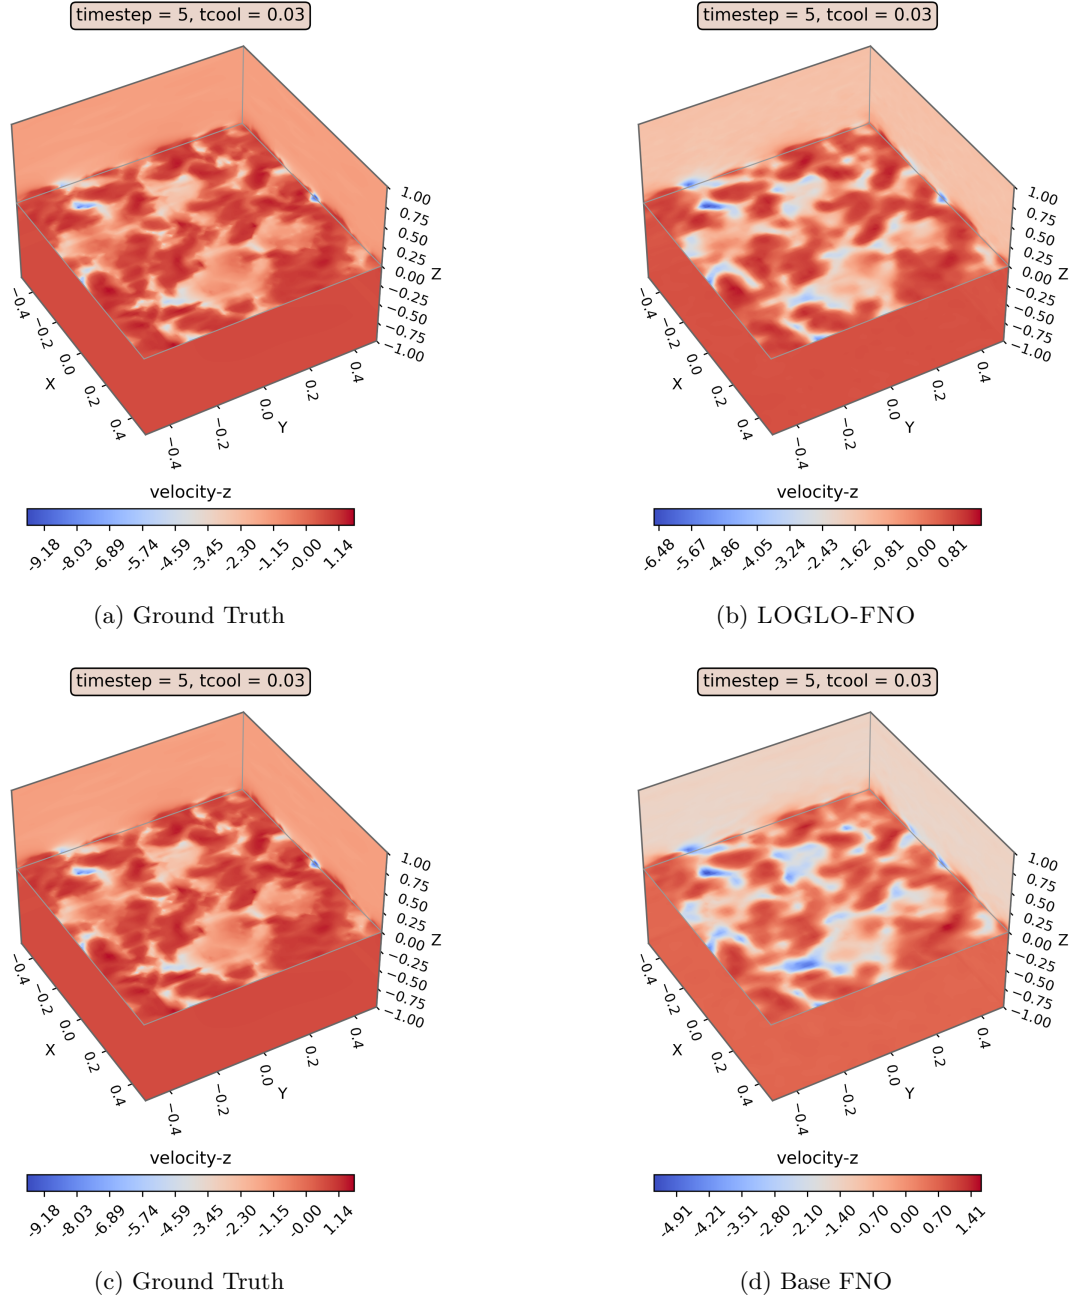 timestep = 5, tcool = 0.03
1.00
0.75
0.50
0.25
0.00
−0.25
−0.50
−0.75
−1.00
Z
−0.4
−0.2
0.0
0.2
0.4
X
−0.4
−0.2
0.0
0.2
0.4
Y
velocity-z
-9.18 -8.03 -6.89 -5.74 -4.59 -3.45 -2.30 -1.15 -0.00 1.14
(a) Ground Truth
timestep = 5, tcool = 0.03
1.00
0.75
0.50
0.25
0.00
−0.25
−0.50
−0.75
−1.00
Z
−0.4
−0.2
0.0
0.2
0.4
X
−0.4
−0.2
0.0
0.2
0.4
Y
velocity-z
-6.48 -5.67 -4.86 -4.05 -3.24 -2.43 -1.62 -0.81 -0.00 0.81
(b) LOGLO-FNO
timestep = 5, tcool = 0.03
1.00
0.75
0.50
0.25
0.00
−0.25
−0.50
−0.75
−1.00
Z
−0.4
−0.2
0.0
0.2
0.4
X
−0.4
−0.2
0.0
0.2
0.4
Y
velocity-z
-9.18 -8.03 -6.89 -5.74 -4.59 -3.45 -2.30 -1.15 -0.00 1.14
(c) Ground Truth
timestep = 5, tcool = 0.03
1.00
0.75
0.50
0.25
0.00
−0.25
−0.50
−0.75
−1.00
Z
−0.4
−0.2
0.0
0.2
0.4
X
−0.4
−0.2
0.0
0.2
0.4
Y
velocity-z
-4.91 -4.21 -3.51 -2.80 -2.10 -1.40 -0.70 0.00 0.70 1.41
(d) Base FNO